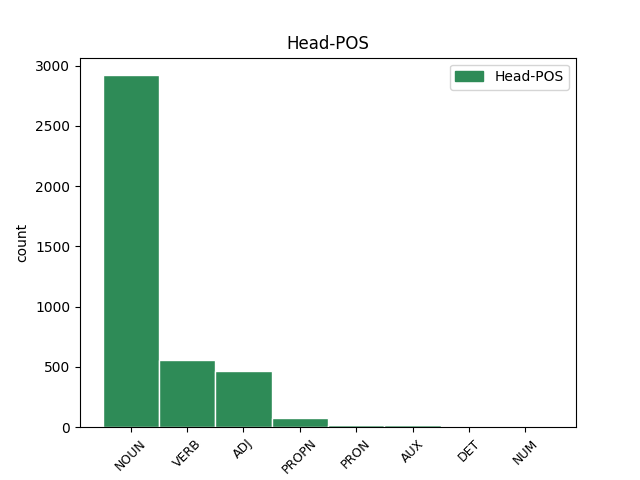 Head-POS
Head-POS
3000
2500
2000
1500
1000
500
0
count
NOUN
VERB
ADJ
PROPN
PRON
AUX
DET
NUM